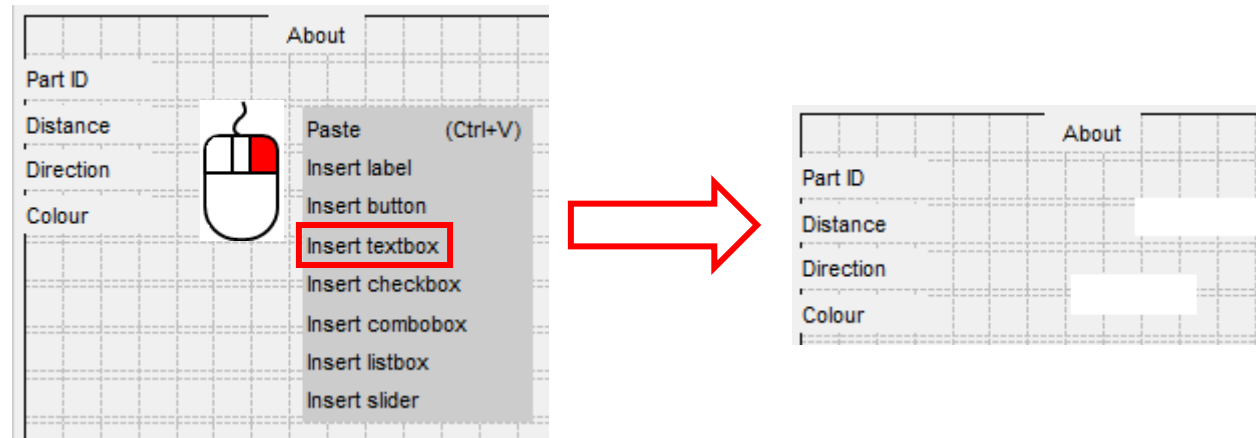 About
Part ID
Distance
Direction
Colour
Paste (Ctrl+V)
Insert label
Insert button
Insert textbox
Insert checkbox
Insert combobox
Insert listbox
Insert slider
About
Part ID
Distance
Direction
Colour